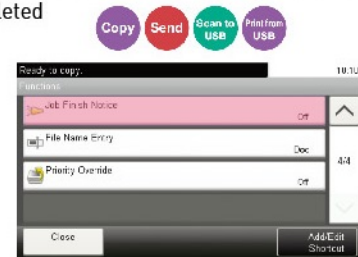 leted
Copy Send Scan to USB Print from USB
Ready to copy. 10:10
Functions
Job Finish Notice
Off
File Name Entry
Doc
4/4
Priority Override
Off
Close
Add/Edit
Shortcut